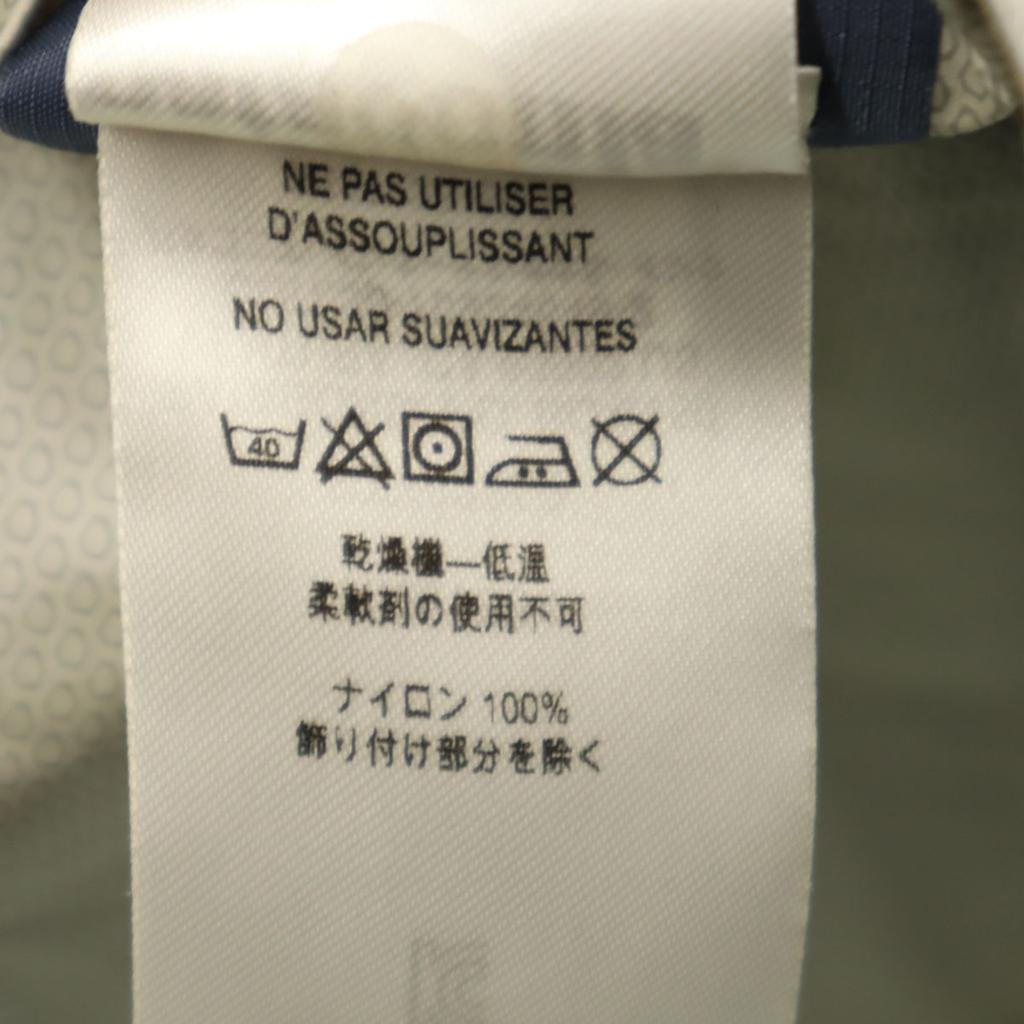 NE PAS UTILISER
D'ASSOUPLISSANT
NO USAR SUAVIZANTES
40
乾燥機—低温
柔軟剤の使用不可
ナイロン 100%
飾り付け部分を除く